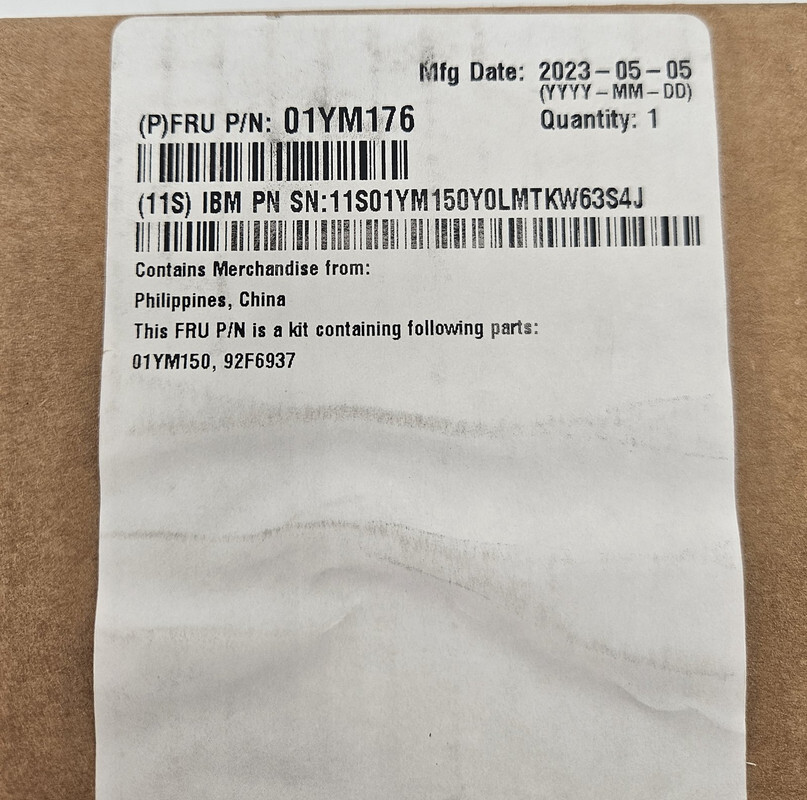 Mfg Date: 2023-05-05
(YYYY-MM-DD)
(P)FRU P/N: 01YM176
Quantity: 1
(11S) IBM PN SN:11S01YM150Y0LMTKW63S4J
Contains Merchandise from:
Philippines, China
This FRU P/N is a kit containing following parts:
01YM150, 92F6937